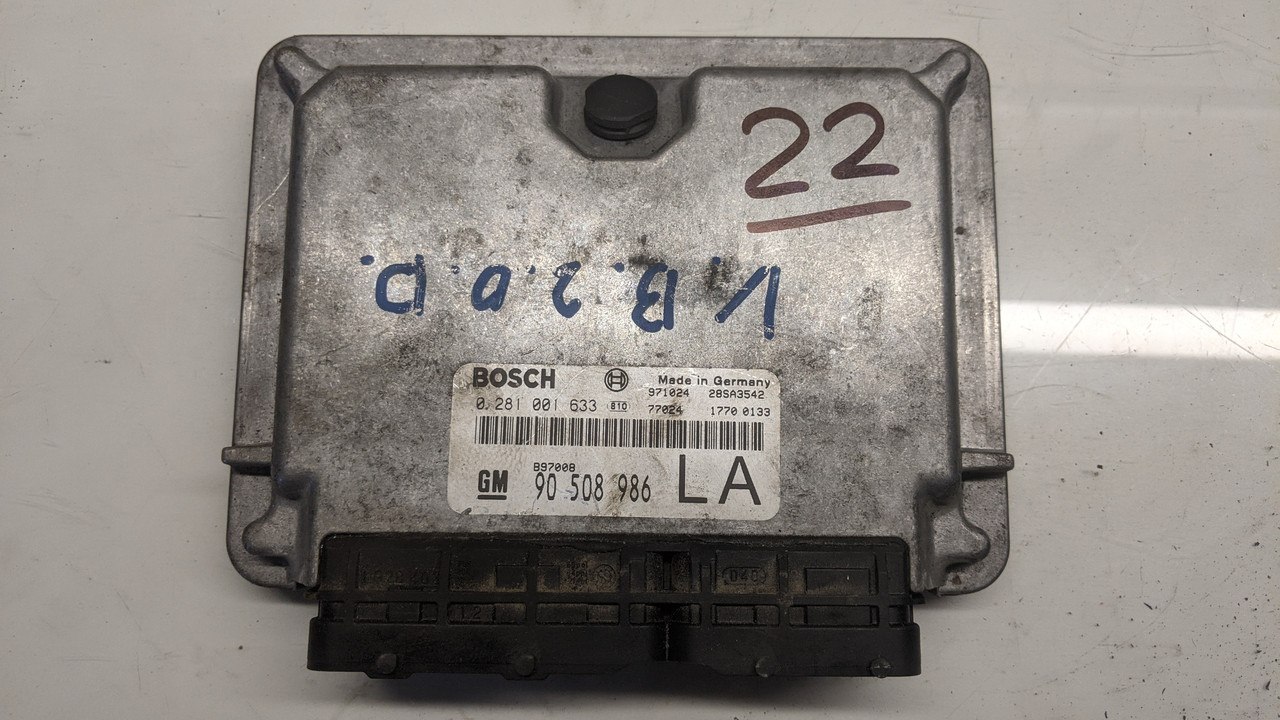 22
V.B.2.0.D.
BOSCH Made in Germany
971024 28SA3542
0 281 001 633 B10 77024 1770 0133
B97008
GM 90 508 986 LA